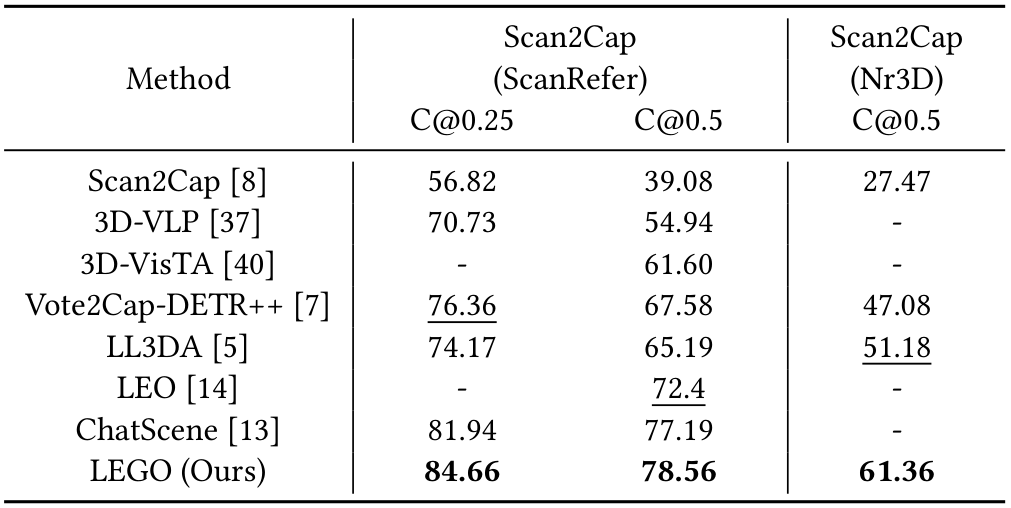 Method Scan2Cap (ScanRefer) Scan2Cap (Nr3D)
C@0.25 C@0.5 C@0.5
Scan2Cap [8] 56.82 39.08 27.47
3D-VLP [37] 70.73 54.94 -
3D-VisTA [40] - 61.60 -
Vote2Cap-DETR++ [7] 76.36 67.58 47.08
LL3DA [5] 74.17 65.19 51.18
LEO [14] - 72.4 -
ChatScene [13] 81.94 77.19 -
LEGO (Ours) 84.66 78.56 61.36